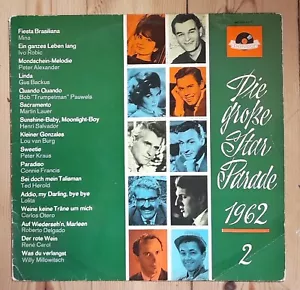 Fiesta Brasiliana
Mina
Ein ganzes Leben lang
Ivo Robic
Mondschein-Melodie
Peter Alexander
Linda
Gus Backus
Quando Quando
Bob "Trumpetman" Pauwels
Sacramento
Martin Lauer
Sunshine-Baby, Moonlight-Boy
Henri Salvador
Kleiner Gonzales
Lou van Burg
Sweetie
Peter Kraus
Paradiso
Connie Francis
Sei doch mein Talisman
Ted Herold
Addio, my Darling, bye bye
Lolita
Weine keine Träne um mich
Carlos Otero
Auf Wiederseh'n, Marleen
Roberto Delgado
Der rote Wein
René Carol
Was du verlangst
Willy Millowitsch
Die
große
Star
Parade
1962
2